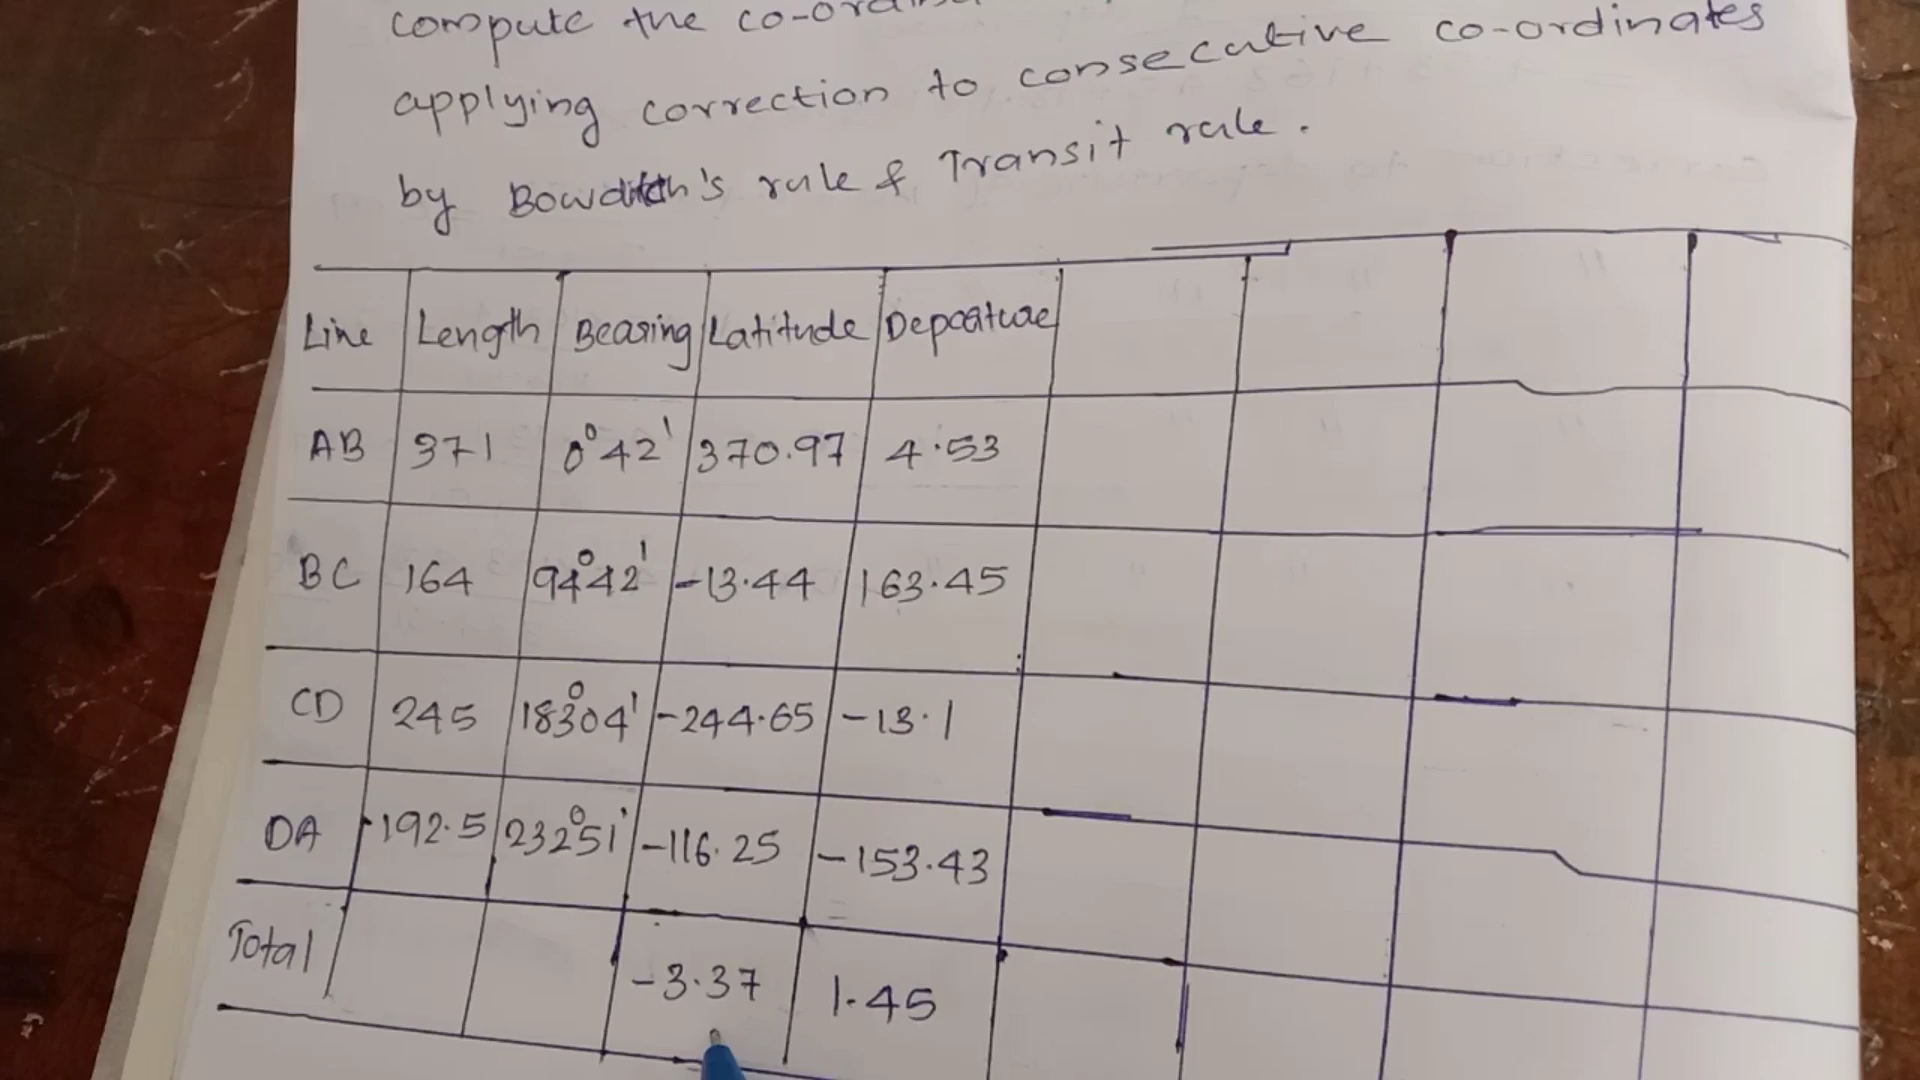 compute the co-ordina
applying correction to consecutive co-ordinates
by Bowditch's rule & Transit rule.
Line Length Bearing Latitude Departure
AB 371 0°42' 370.97 4.53
BC 164 94°42' -13.44 163.45
CD 245 183°04' -244.65 -13.1
DA 192.5 232°51' -116.25 -153.43
Total -3.37 1.45